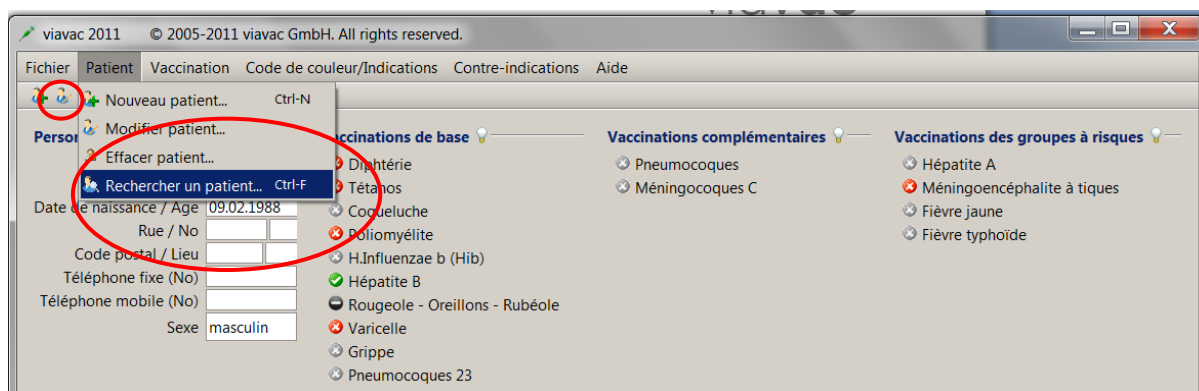 viavac 2011 © 2005-2011 viavac GmbH. All rights reserved.
Fichier Patient Vaccination Code de couleur/Indications Contre-indications Aide
Nouveau patient... Ctrl-N
Modifier patient...
Effacer patient...
Rechercher un patient... Ctrl-F
Date de naissance / Age 09.02.1988
Rue / No
Code postal / Lieu
Téléphone fixe (No)
Téléphone mobile (No)
Sexe masculin
Vaccinations de base
Diphtérie
Tétanos
Coqueluche
Poliomyélite
H.Influenzae b (Hib)
Hépatite B
Rougeole - Oreillons - Rubéole
Varicelle
Grippe
Pneumocoques 23
Vaccinations complémentaires
Pneumocoques
Méningocoques C
Vaccinations des groupes à risques
Hépatite A
Méningoencéphalite à tiques
Fièvre jaune
Fièvre typhoïde